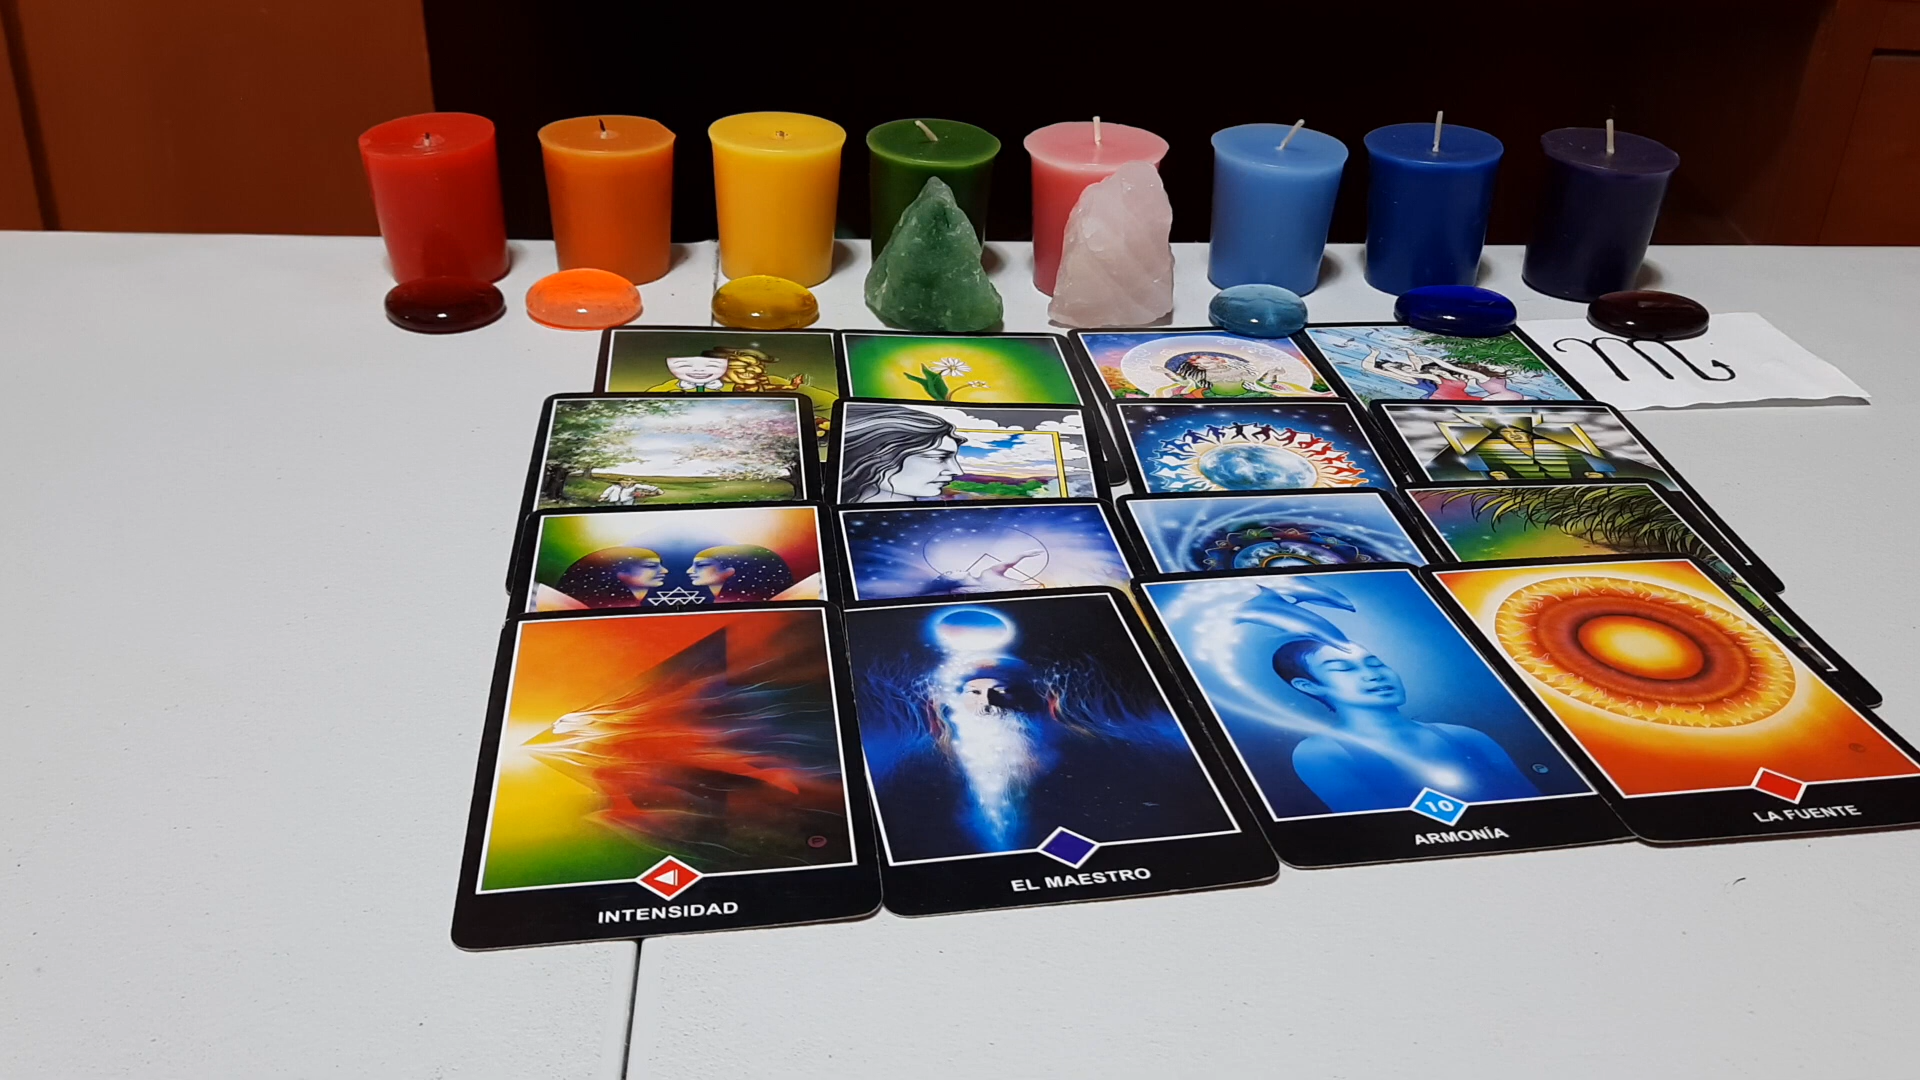 ♏
INTENSIDAD
EL MAESTRO
10
ARMONÍA
LA FUENTE